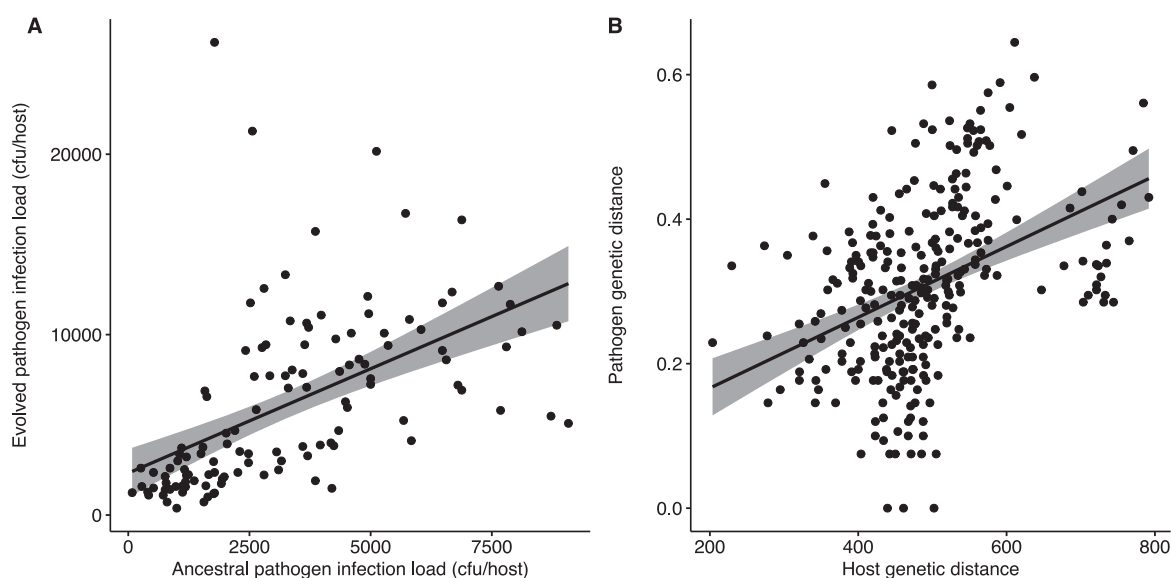 A
Evolved pathogen infection load (cfu/host)
20000
10000
0
0 2500 5000 7500
Ancestral pathogen infection load (cfu/host)
B
Pathogen genetic distance
0.6
0.4
0.2
0.0
200 400 600 800
Host genetic distance